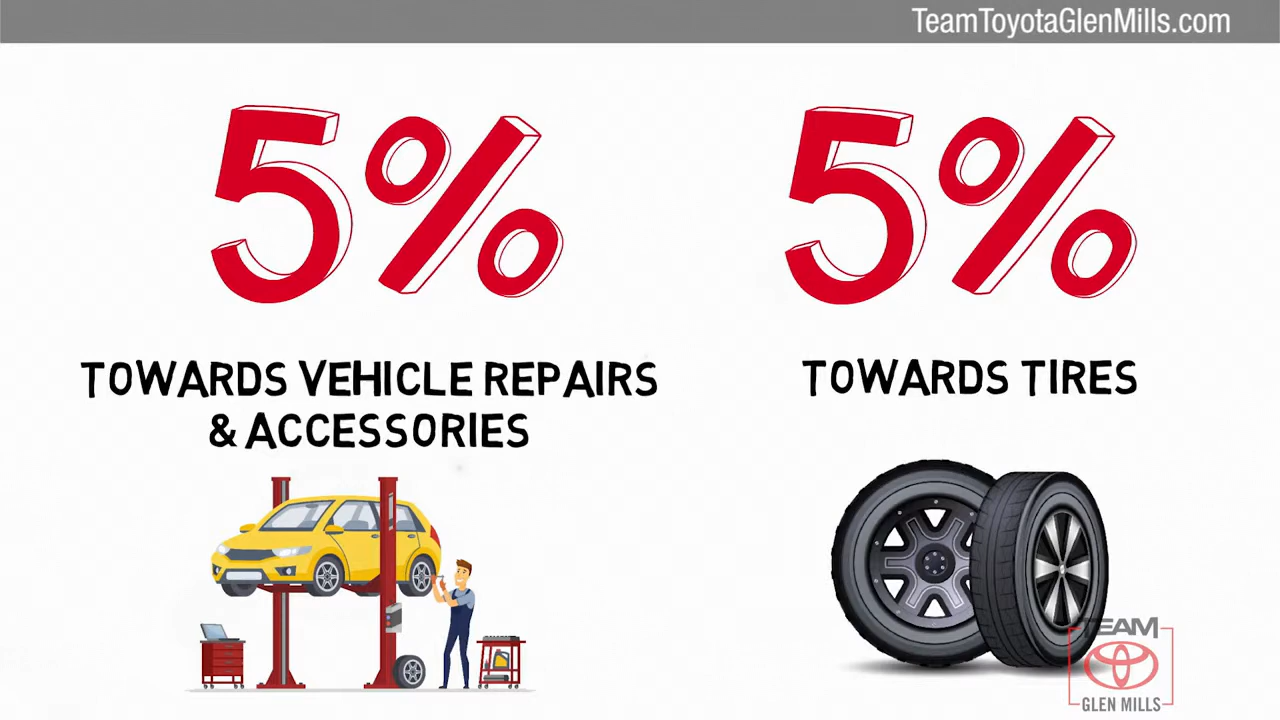 TeamToyotaGlenMills.com
5% 5%
TOWARDS VEHICLE REPAIRS
& ACCESSORIES
TOWARDS TIRES
TEAM
GLEN MILLS